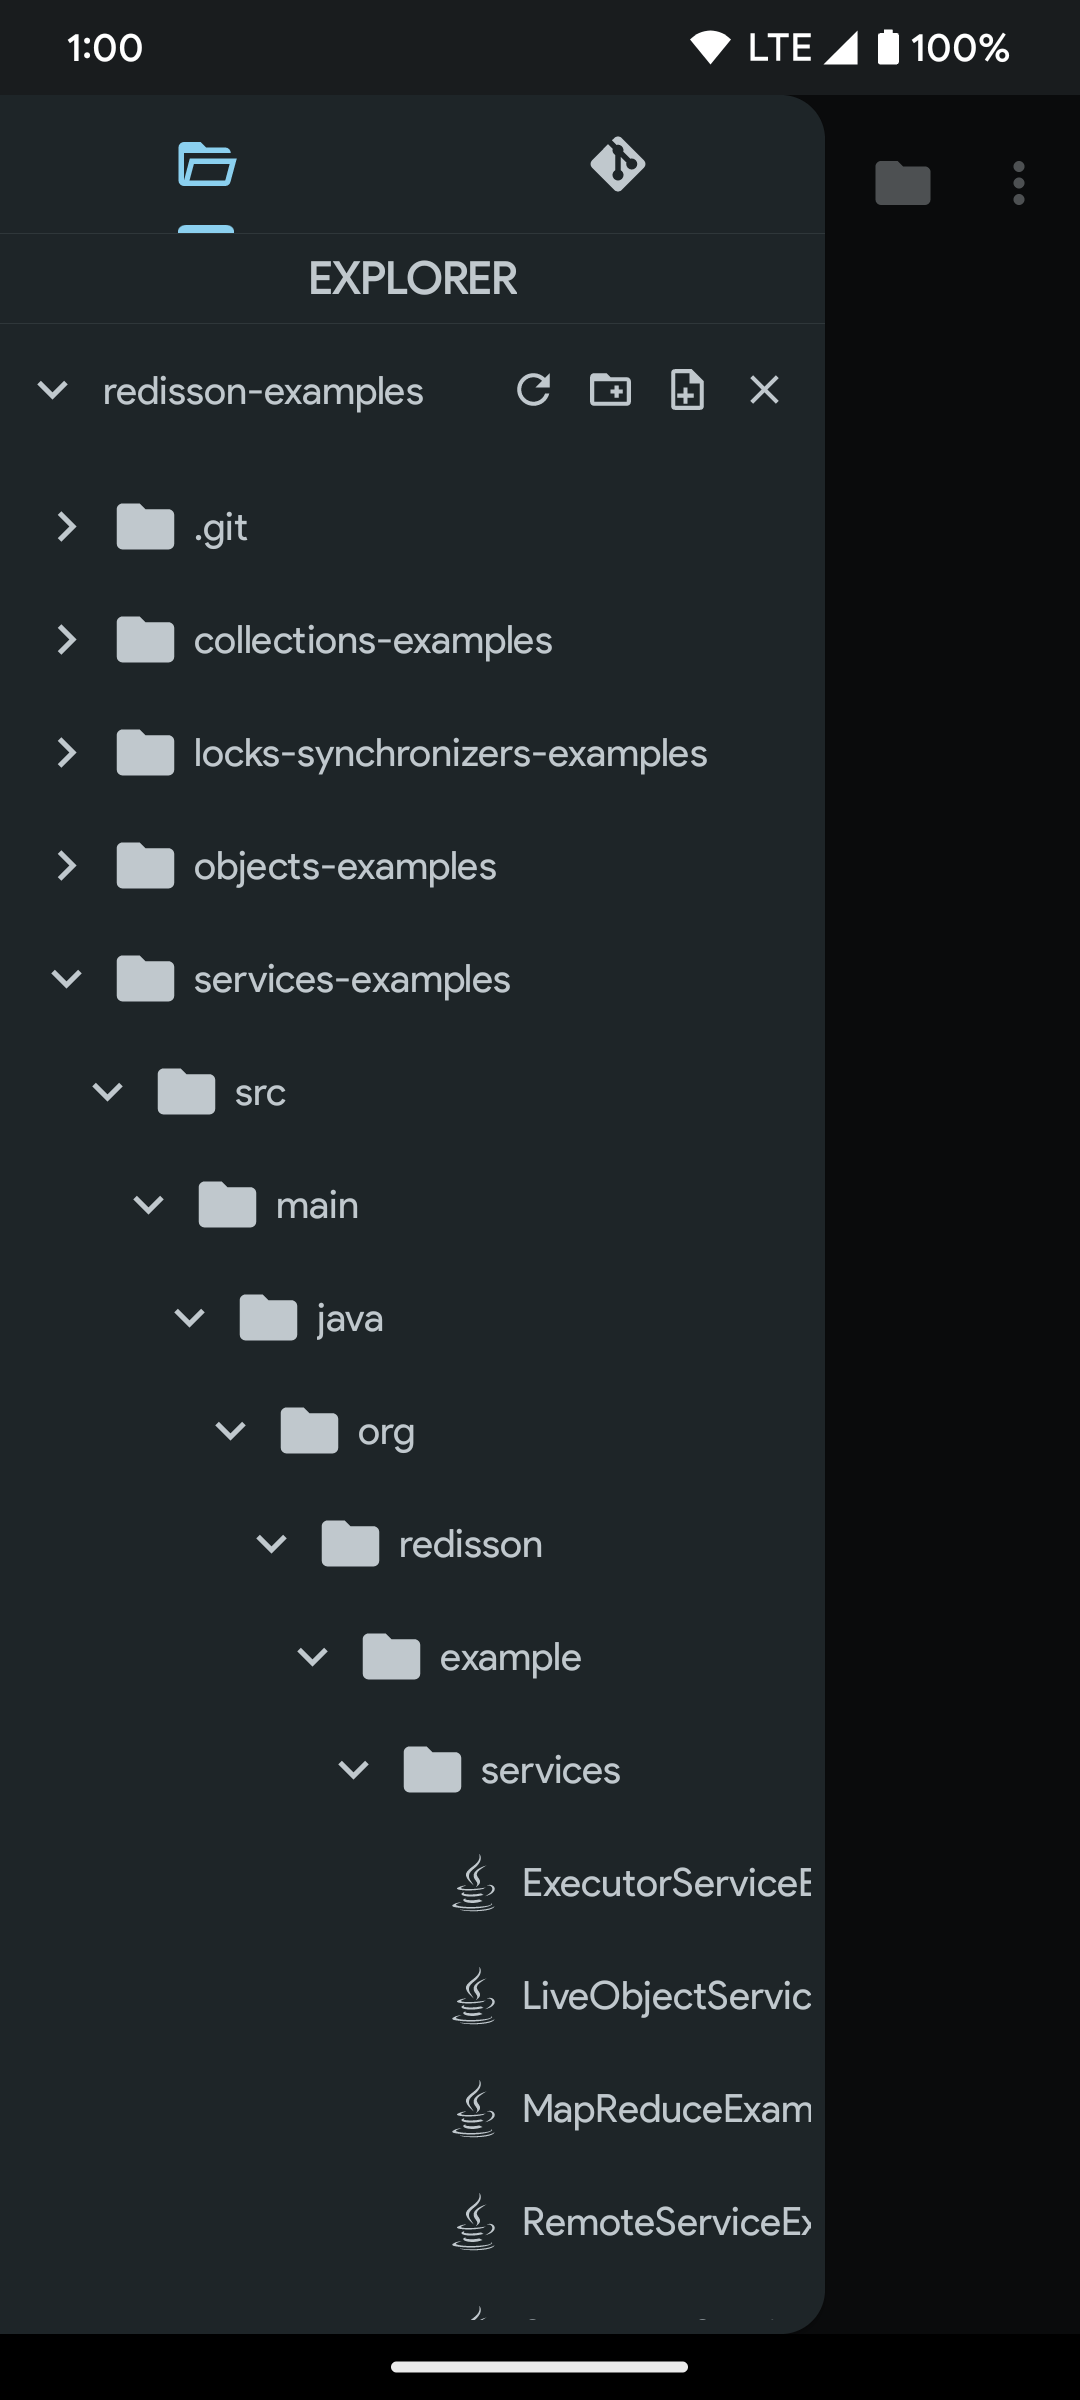 1:00 LTE 100%
EXPLORER
redisson-examples
.git
collections-examples
locks-synchronizers-examples
objects-examples
services-examples
src
main
java
org
redisson
example
services
ExecutorServiceE
LiveObjectServic
MapReduceExam
RemoteServiceEx